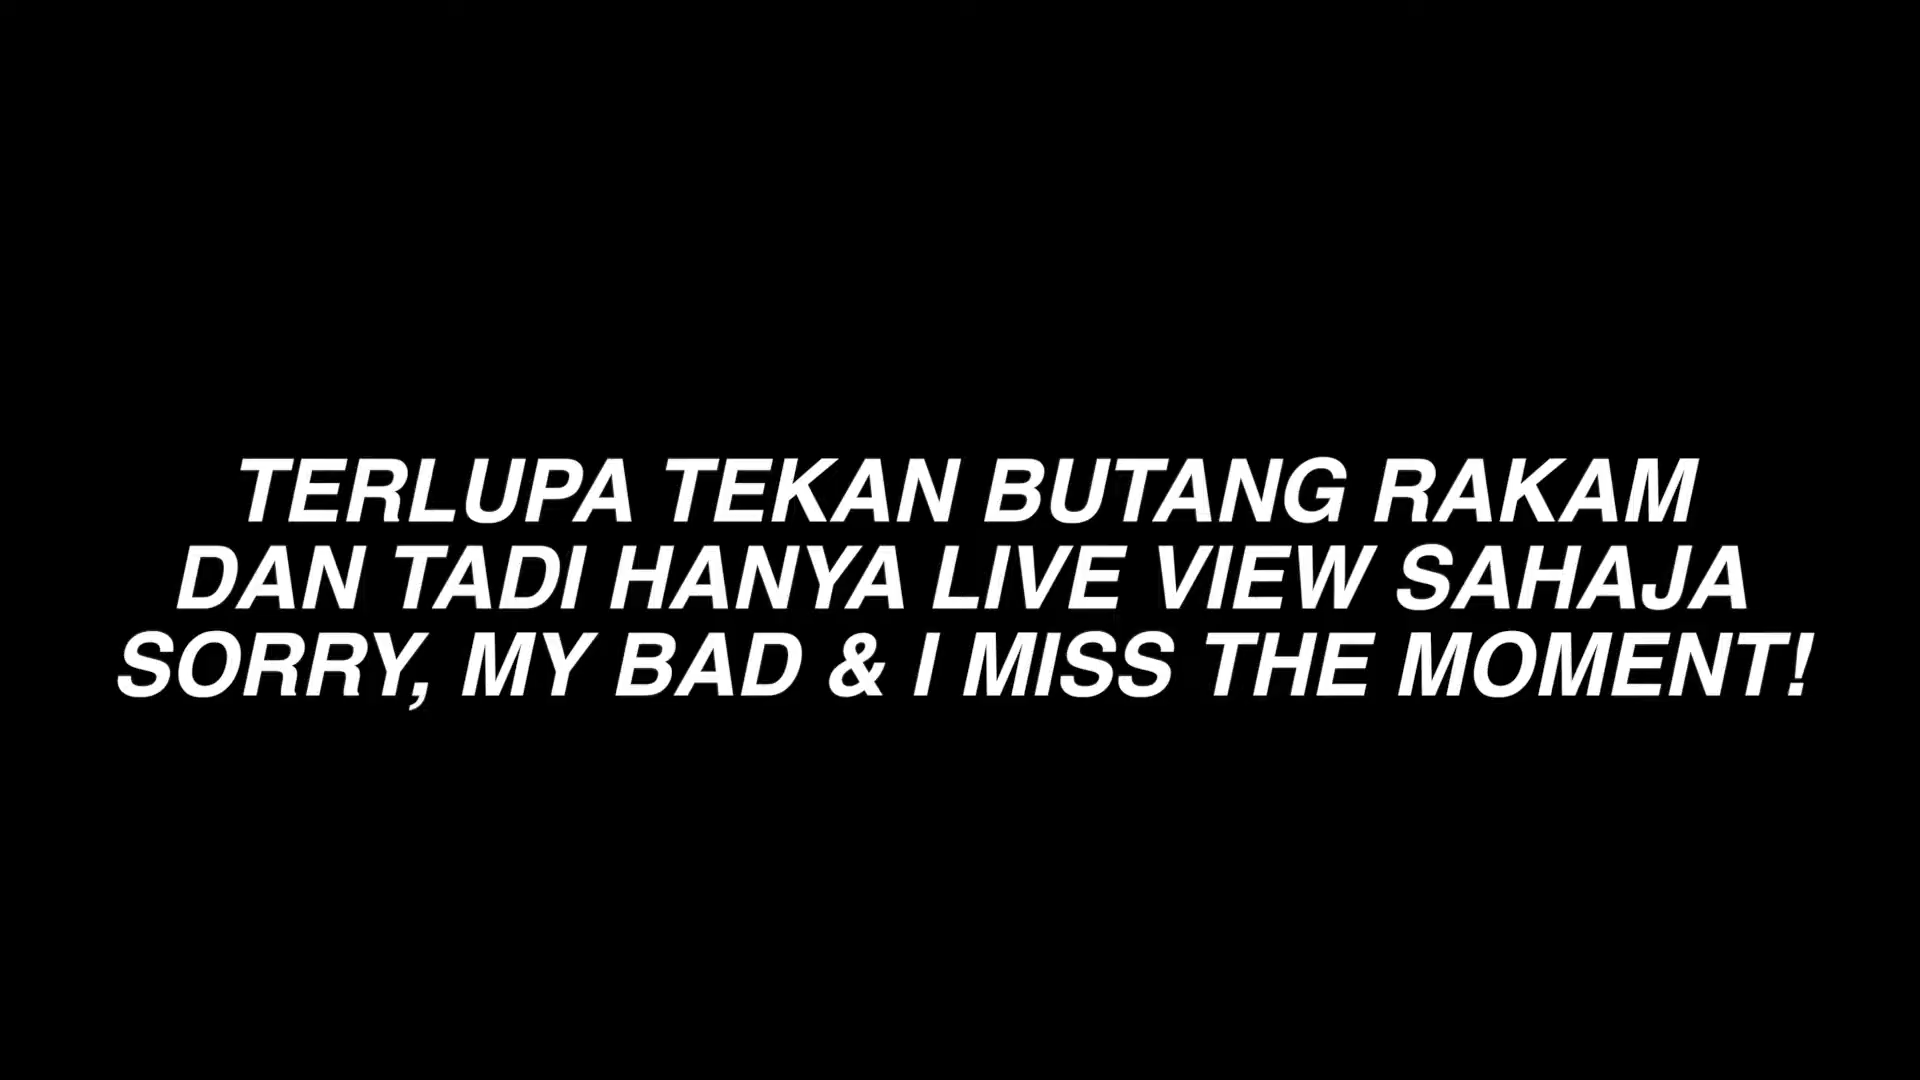 TERLUPA TEKAN BUTANG RAKAM
DAN TADI HANYA LIVE VIEW SAHAJA
SORRY, MY BAD & I MISS THE MOMENT!